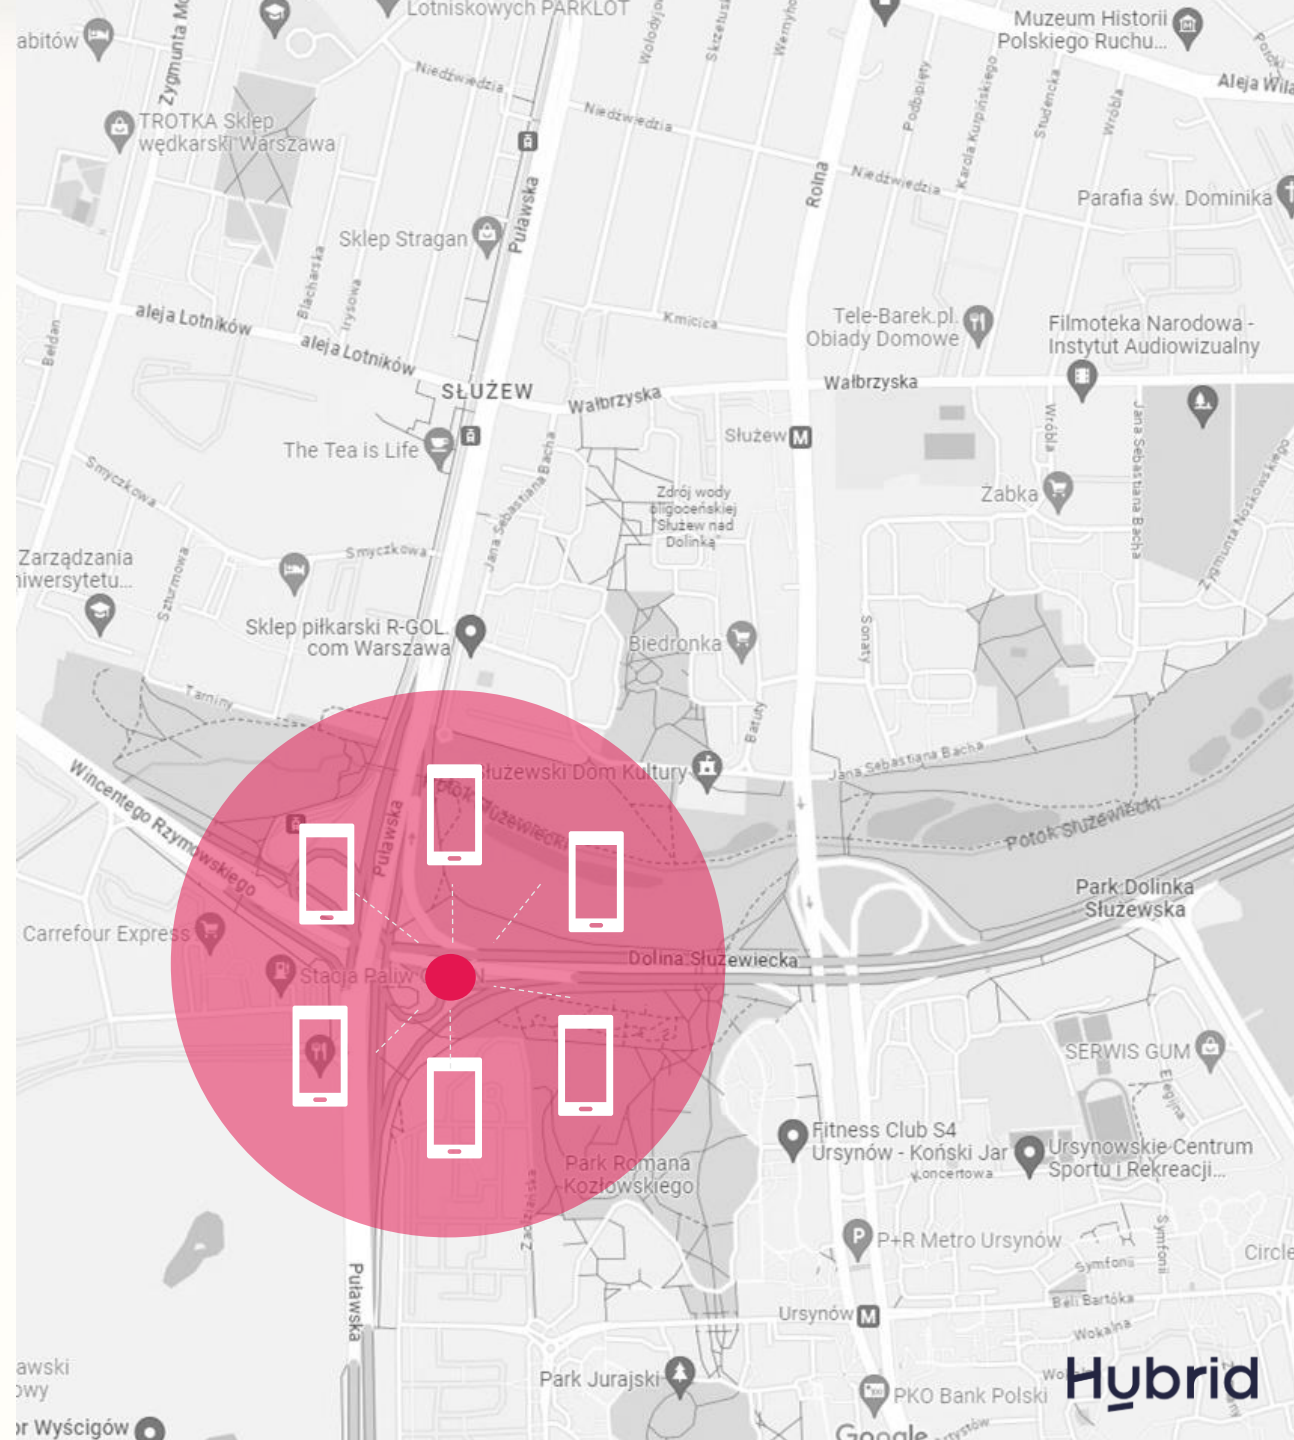 Lotniskowych PARKLOT
abitów
Zygmunta
Niedźwiedzia
Muzeum Historii
Polskiego Ruchu...
Aleja Wila
TROTKA Sklep
wędkarski Warszawa
Niedźwiedzia
Podbipięty
Karola Kurpińskiego
Studencka
Wróbla
Puławska
Rolna
Niedźwiedzia
Parafia św. Dominika
Sklep Stragan
Blacharska
Irysowa
aleja Lotników
aleja Lotników
Bełdan
Kmicica
Tele-Barek.pl.
Obiady Domowe
Filmoteka Narodowa -
Instytut Audiowizualny
SŁUŻEW
Wałbrzyska
Wałbrzyska
The Tea is Life
Służew M
Jana Sebastiana Bacha
Wróbla
Jana Sebastiana Bacha
Zygmunta Noskowskiego
Smyczkowa
Zdrój wody
oligoceńskiej
"Służew nad
Dolinką"
Żabka
Smyczkowa
Zarządzania
niwersytetu...
Szturmowa
Sklep piłkarski R-GOL.
com Warszawa
Biedronka
Sonaty
Tarniny
Batuty
Jana Sebastiana Bacha
Służewski Dom Kultury
Wincentego Rzymowskiego
Puławska
Potok Służewiecki
Potok Służewiecki
Park Dolinka
Służewska
Carrefour Express
Stacja Paliw
Dolina Służewiecka
SERWIS GUM
Elegijna
Fitness Club S4
Ursynów - Koński Jar
Ursynowskie Centrum
Sportu i Rekreacji...
Koncertowa
Park Romana
Kozłowskiego
P+R Metro Ursynów
Symfonii
Symfonii
Circle
Puławska
Beli Bartóka
Ursynów M
Wokalna
awski
owy
Park Jurajski
PKO Bank Polski
Hybrid
or Wyścigów
Google